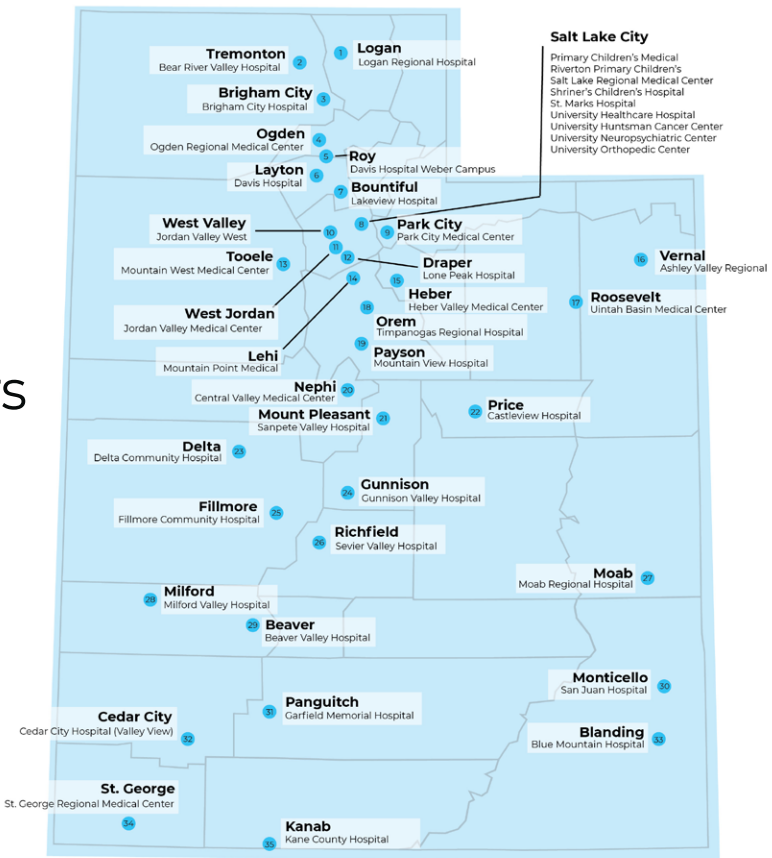 Salt Lake City
Primary Children's Medical
Riverton Primary Children's
Salt Lake Regional Medical Center
Shriner's Children's Hospital
St. Marks Hospital
University Healthcare Hospital
University Huntsman Cancer Center
University Neuropsychiatric Center
University Orthopedic Center
1
Logan
Logan Regional Hospital
Tremonton
Bear River Valley Hospital
2
Brigham City
Brigham City Hospital
3
Ogden
Ogden Regional Medical Center
4
5
Roy
Davis Hospital Weber Campus
Layton
Davis Hospital
6
7
Bountiful
Lakeview Hospital
8
West Valley
Jordan Valley West
10
9
Park City
Park City Medical Center
11
12
Draper
Lone Peak Hospital
Tooele
Mountain West Medical Center
13
14
15
Heber
Heber Valley Medical Center
16
Vernal
Ashley Valley Regional
17
Roosevelt
Uintah Basin Medical Center
West Jordan
Jordan Valley Medical Center
18
Orem
Timpanogas Regional Hospital
Lehi
Mountain Point Medical
19
Payson
Mountain View Hospital
Nephi
Central Valley Medical Center
20
rs
Mount Pleasant
Sanpete Valley Hospital
21
22
Price
Castleview Hospital
Delta
Delta Community Hospital
23
24
Gunnison
Gunnison Valley Hospital
Fillmore
Fillmore Community Hospital
25
26
Richfield
Sevier Valley Hospital
Moab
Moab Regional Hospital
27
28
Milford
Milford Valley Hospital
29
Beaver
Beaver Valley Hospital
Monticello
San Juan Hospital
30
31
Panguitch
Garfield Memorial Hospital
Cedar City
Cedar City Hospital (Valley View)
32
Blanding
Blue Mountain Hospital
33
St. George
St. George Regional Medical Center
34
35
Kanab
Kane County Hospital